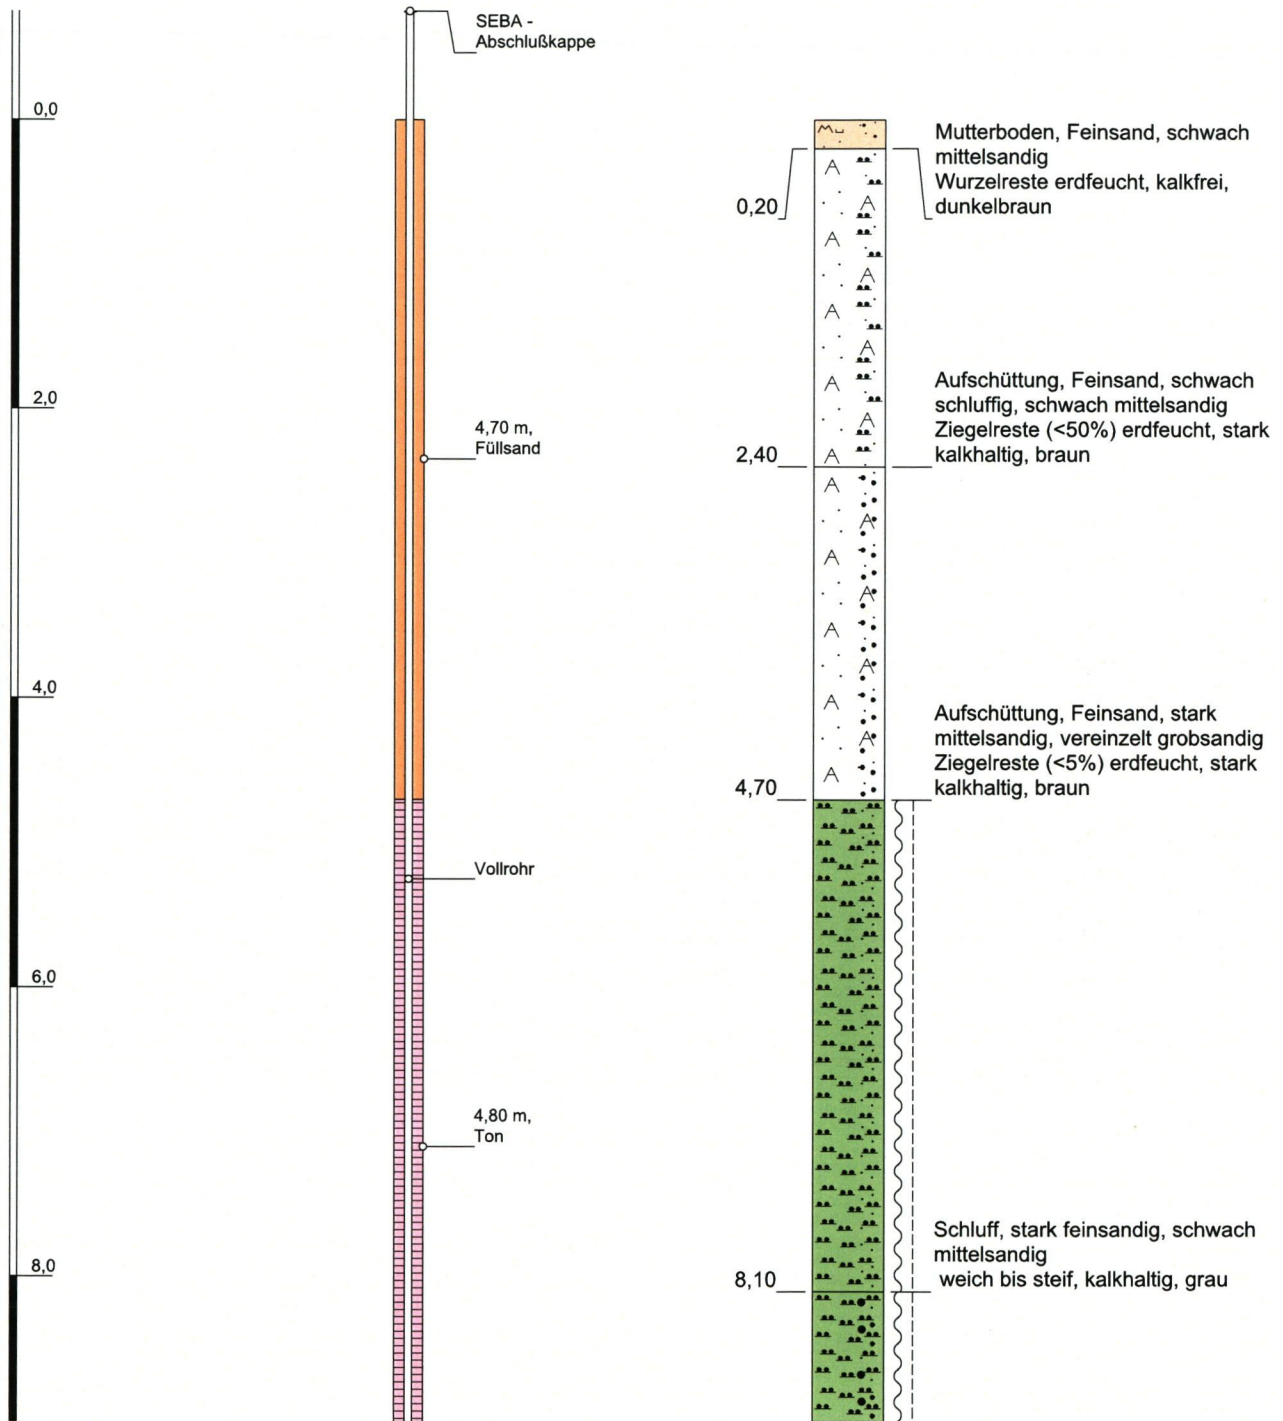 SEBA -
Abschlußkappe
0,0
Mutterboden, Feinsand, schwach
mittelsandig
Wurzelreste erdfeucht, kalkfrei,
dunkelbraun
0,20
2,0
4,70 m,
Füllsand
Aufschüttung, Feinsand, schwach
schluffig, schwach mittelsandig
Ziegelreste (<50%) erdfeucht, stark
kalkhaltig, braun
2,40
4,0
Aufschüttung, Feinsand, stark
mittelsandig, vereinzelt grobsandig
Ziegelreste (<5%) erdfeucht, stark
kalkhaltig, braun
4,70
Vollrohr
6,0
4,80 m,
Ton
8,0
Schluff, stark feinsandig, schwach
mittelsandig
weich bis steif, kalkhaltig, grau
8,10